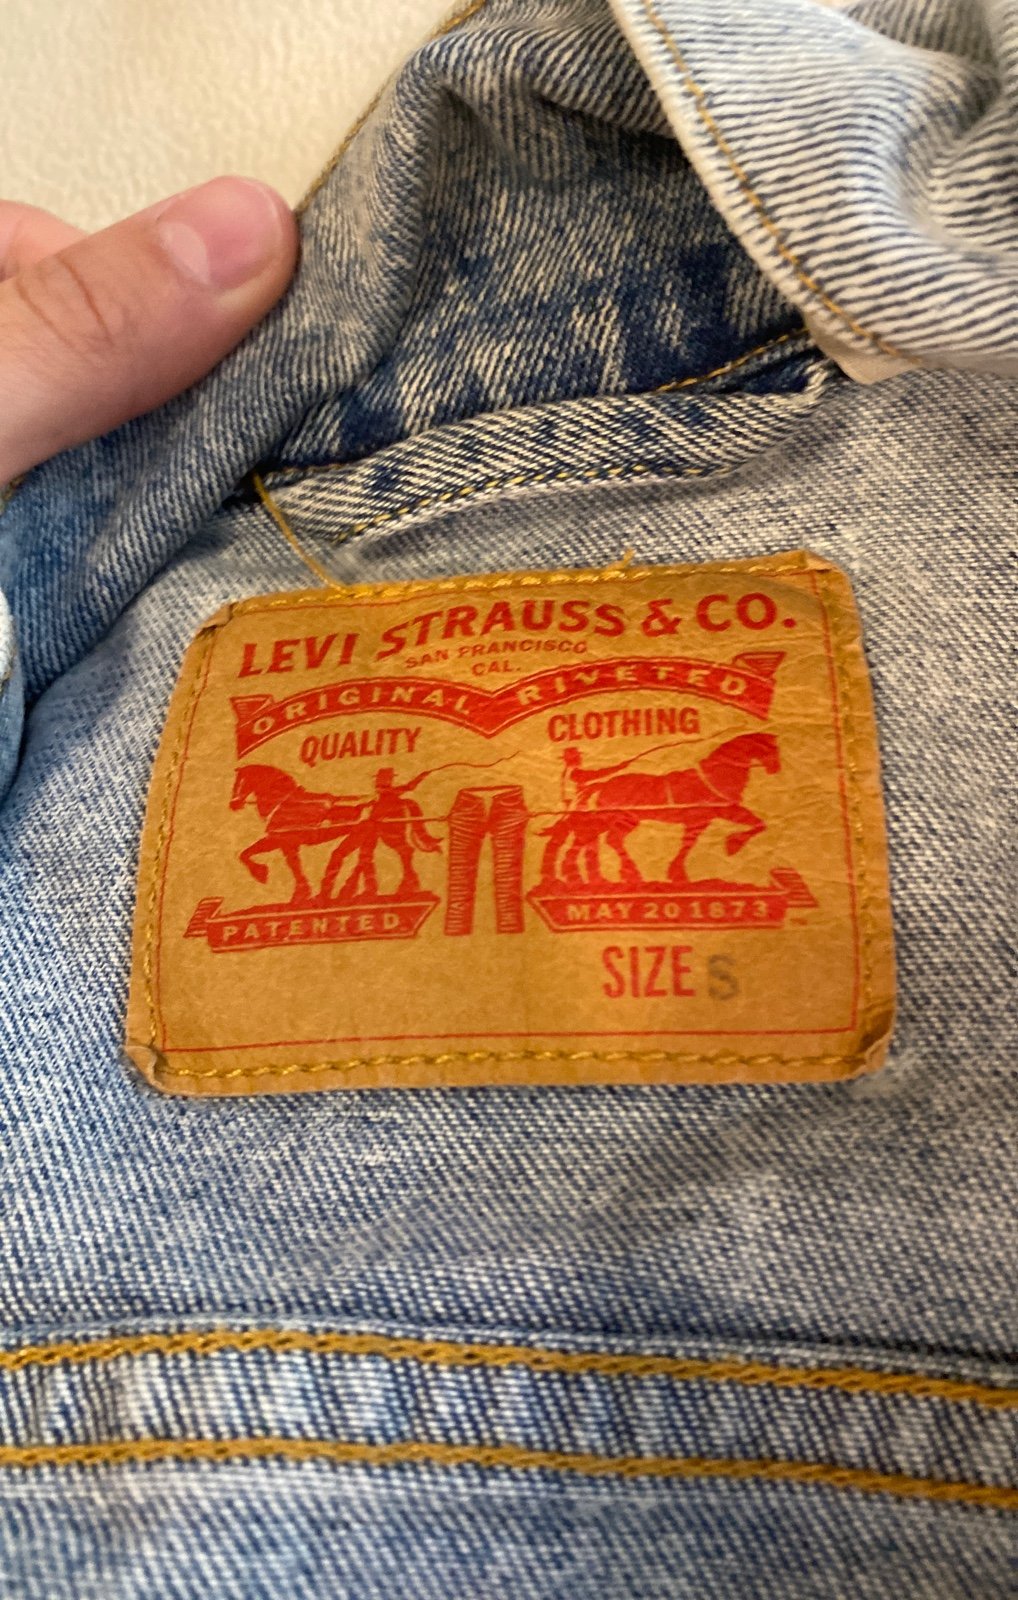 LEVI STRAUSS & CO.
SAN FRANCISCO
CAL.
ORIGINAL RIVETED
QUALITY CLOTHING
PATENTED MAY 20 1873
SIZE S